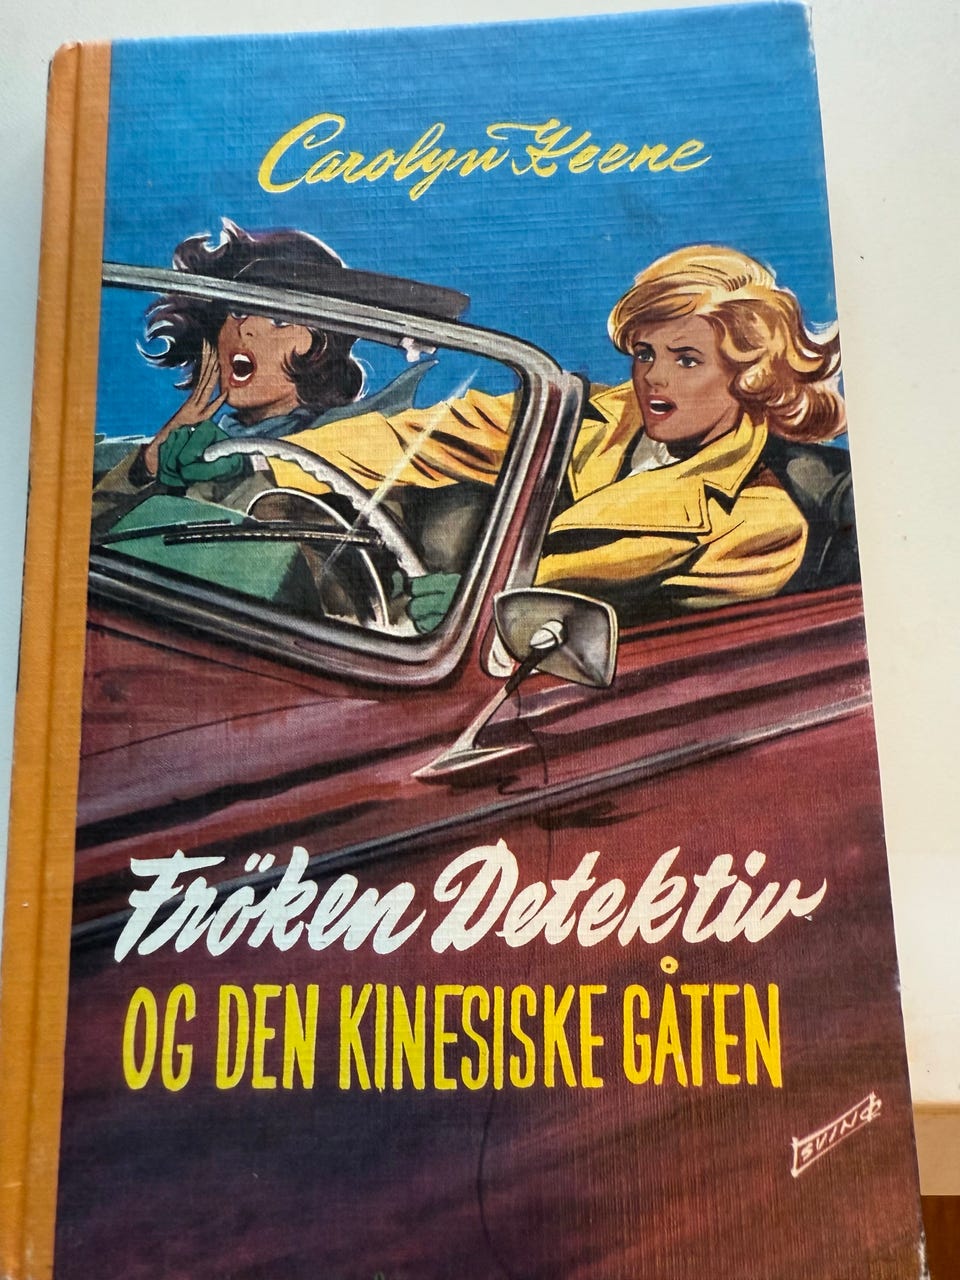 Carolyn Keene
Fröken Detektiv
OG DEN KINESISKE GÅTEN